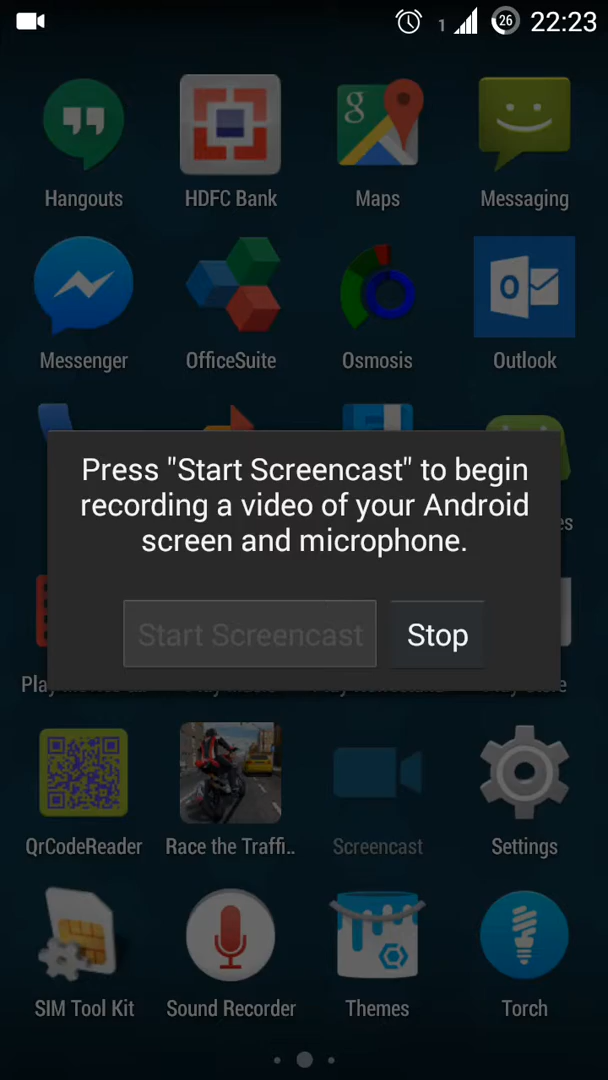 1 26 22:23
g
Hangouts HDFC Bank Maps Messaging
Messenger OfficeSuite Osmosis Outlook
Press "Start Screencast" to begin
recording a video of your Android
screen and microphone.
Start Screencast Stop
QrCodeReader Race the Traffi.. Screencast Settings
SIM Tool Kit Sound Recorder Themes Torch